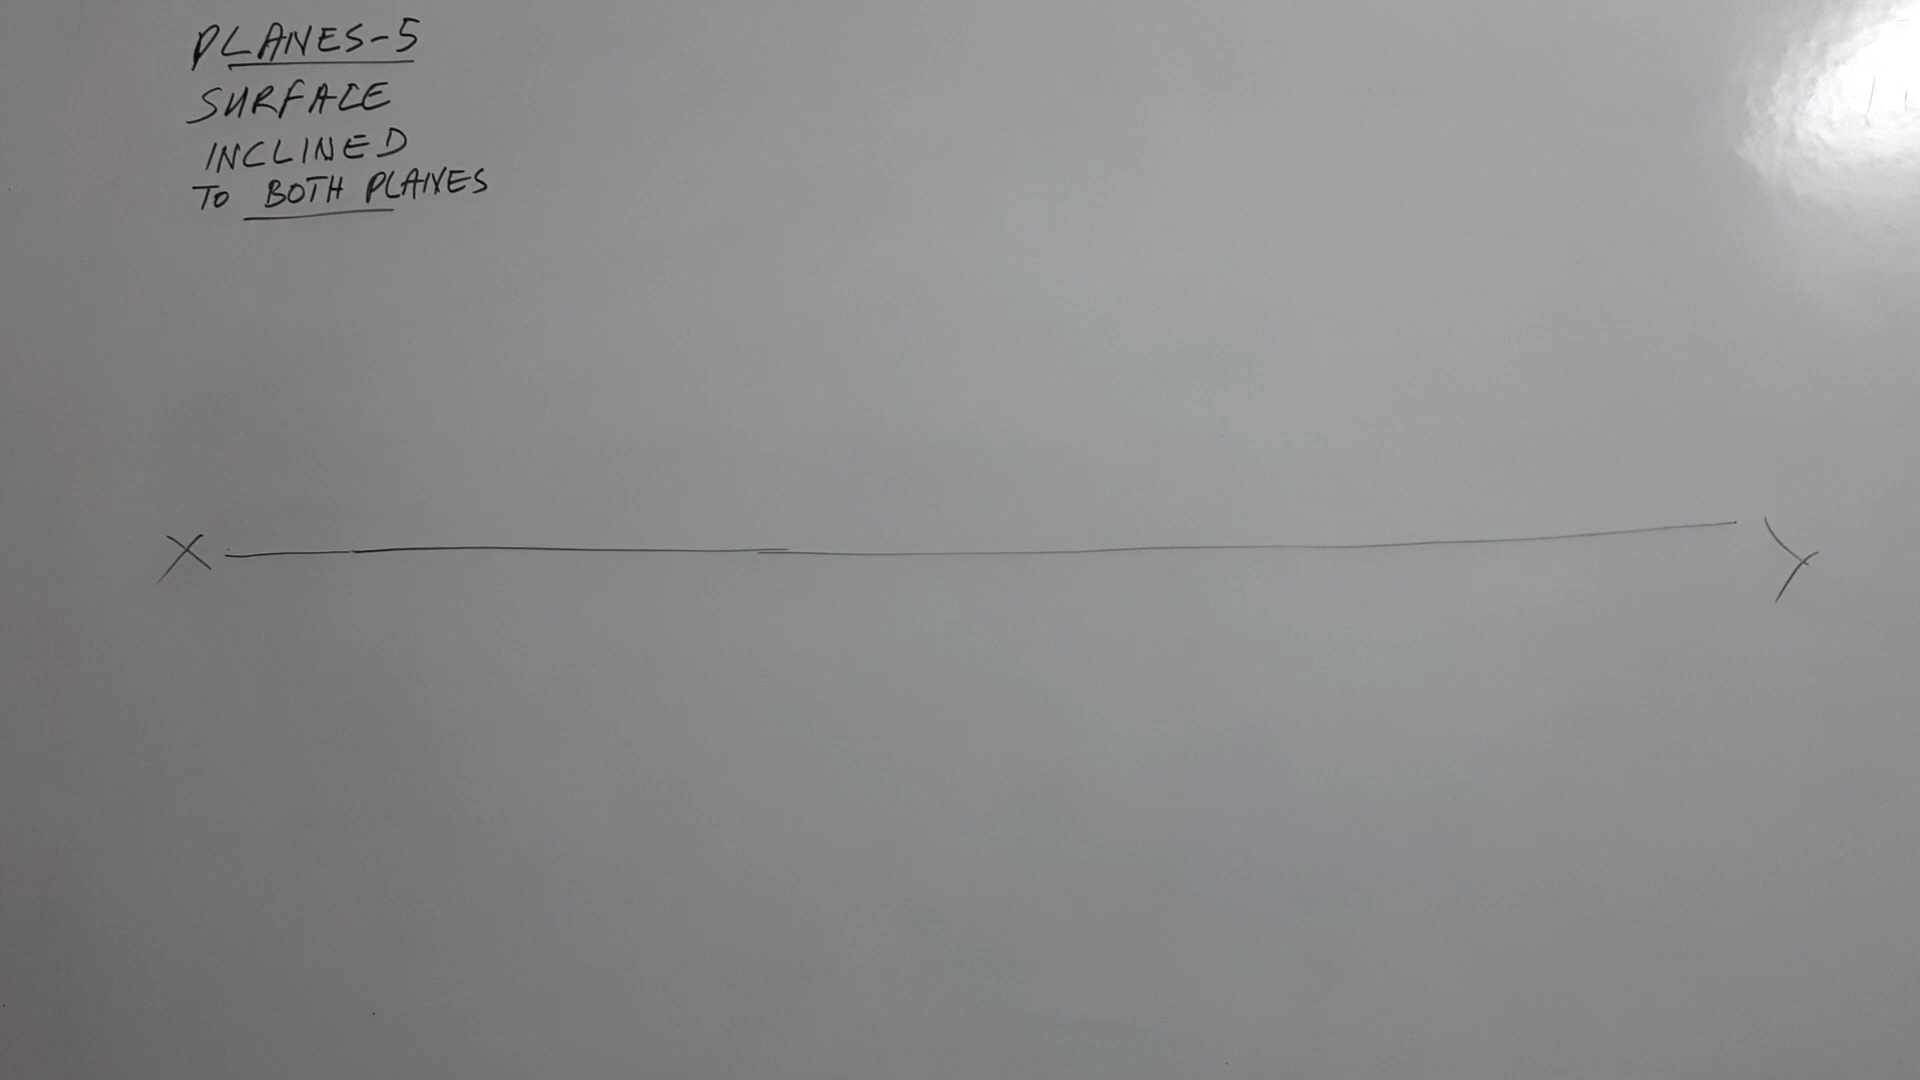 PLANES-5
SURFACE
INCLINED
TO BOTH PLANES
X Y